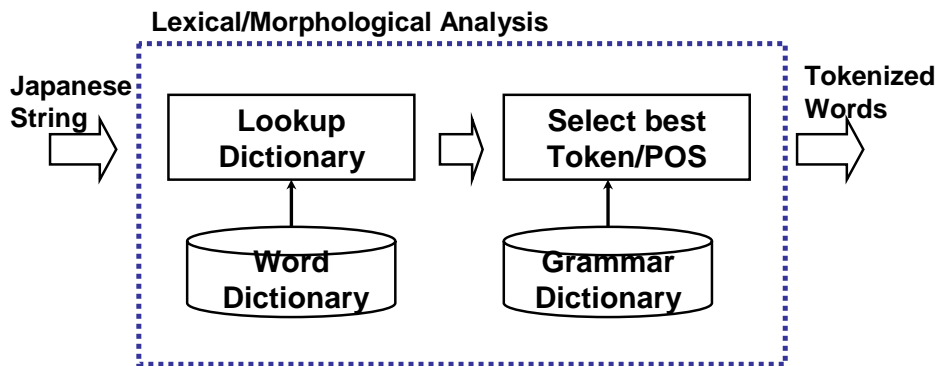 Lexical/Morphological Analysis
Japanese
String
Lookup
Dictionary
Select best
Token/POS
Tokenized
Words
Word
Dictionary
Grammar
Dictionary